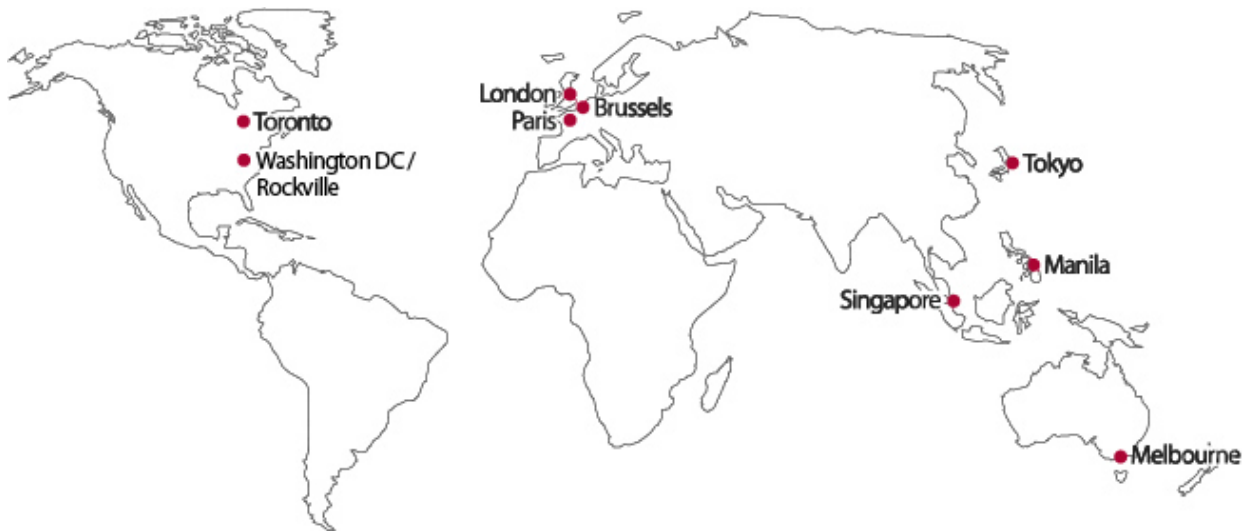 London
Brussels
Paris
Toronto
Washington DC /
Rockville
Tokyo
Manila
Singapore
Melbourne